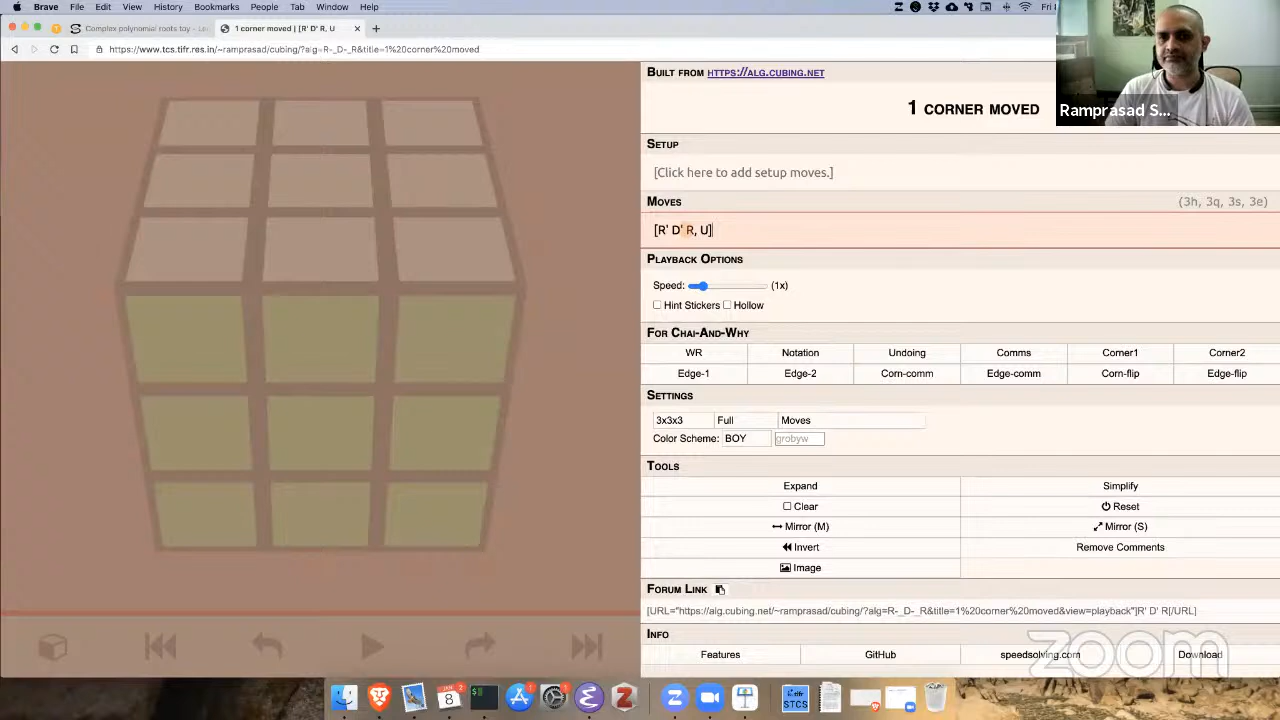 Brave File Edit View History Bookmarks People Tab Window Help
Complex polynomial roots toy
1 corner moved | [R' D' R, U
https://www.tcs.tifr.res.in/~ramprasad/cubing/?alg=R-_D-_R&title=1%20corner%20moved
BUILT FROM HTTPS://ALG.CUBING.NET
1 CORNER MOVED
Ramprasad S...
SETUP
[Click here to add setup moves.]
MOVES (3h, 3q, 3s, 3e)
[R' D' R, U]
PLAYBACK OPTIONS
Speed: (1x)
Hint Stickers Hollow
FOR CHAI-AND-WHY
WR Notation Undoing Comms Corner1 Corner2
Edge-1 Edge-2 Corn-comm Edge-comm Corn-flip Edge-flip
SETTINGS
3x3x3 Full Moves
Color Scheme: BOY grobyw
TOOLS
Expand Simplify
Clear Reset
Mirror (M) Mirror (S)
Invert Remove Comments
Image
FORUM LINK
[URL="https://alg.cubing.net/~ramprasad/cubing/?alg=R-_D-_R&title=1%20corner%20moved&view=playback"]R' D' R[/URL]
INFO
Features GitHub speedsolving.com Download
zoom
JAN
8
STCS